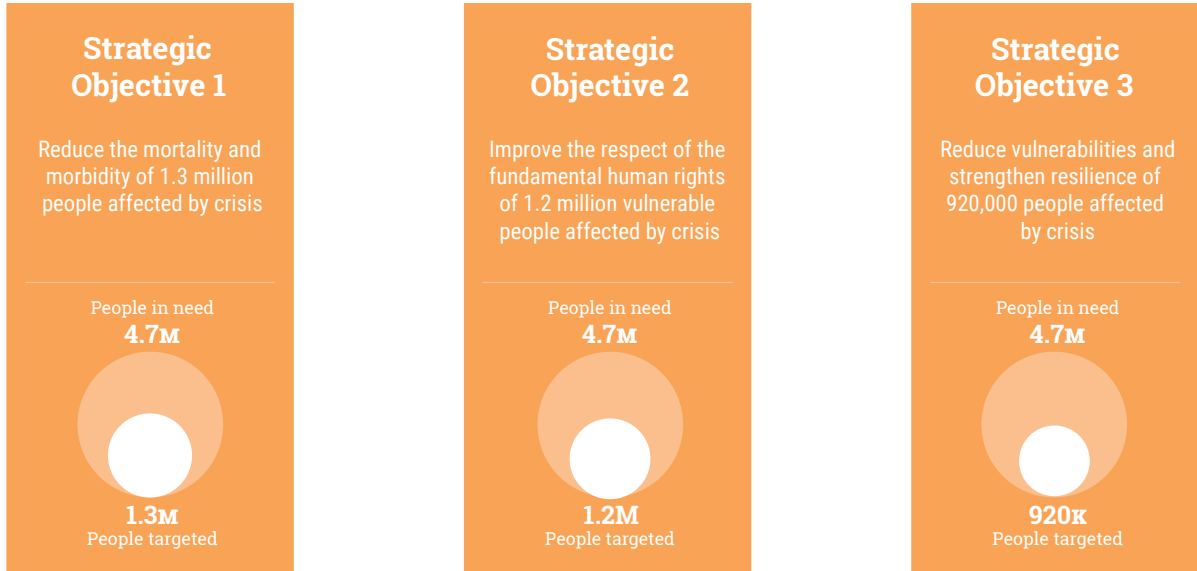 Strategic
Objective 1
Reduce the mortality and
morbidity of 1.3 million
people affected by crisis
People in need
4.7M
1.3M
People targeted
Strategic
Objective 2
Improve the respect of the
fundamental human rights
of 1.2 million vulnerable
people affected by crisis
People in need
4.7M
1.2M
People targeted
Strategic
Objective 3
Reduce vulnerabilities and
strengthen resilience of
920,000 people affected
by crisis
People in need
4.7M
920K
People targeted